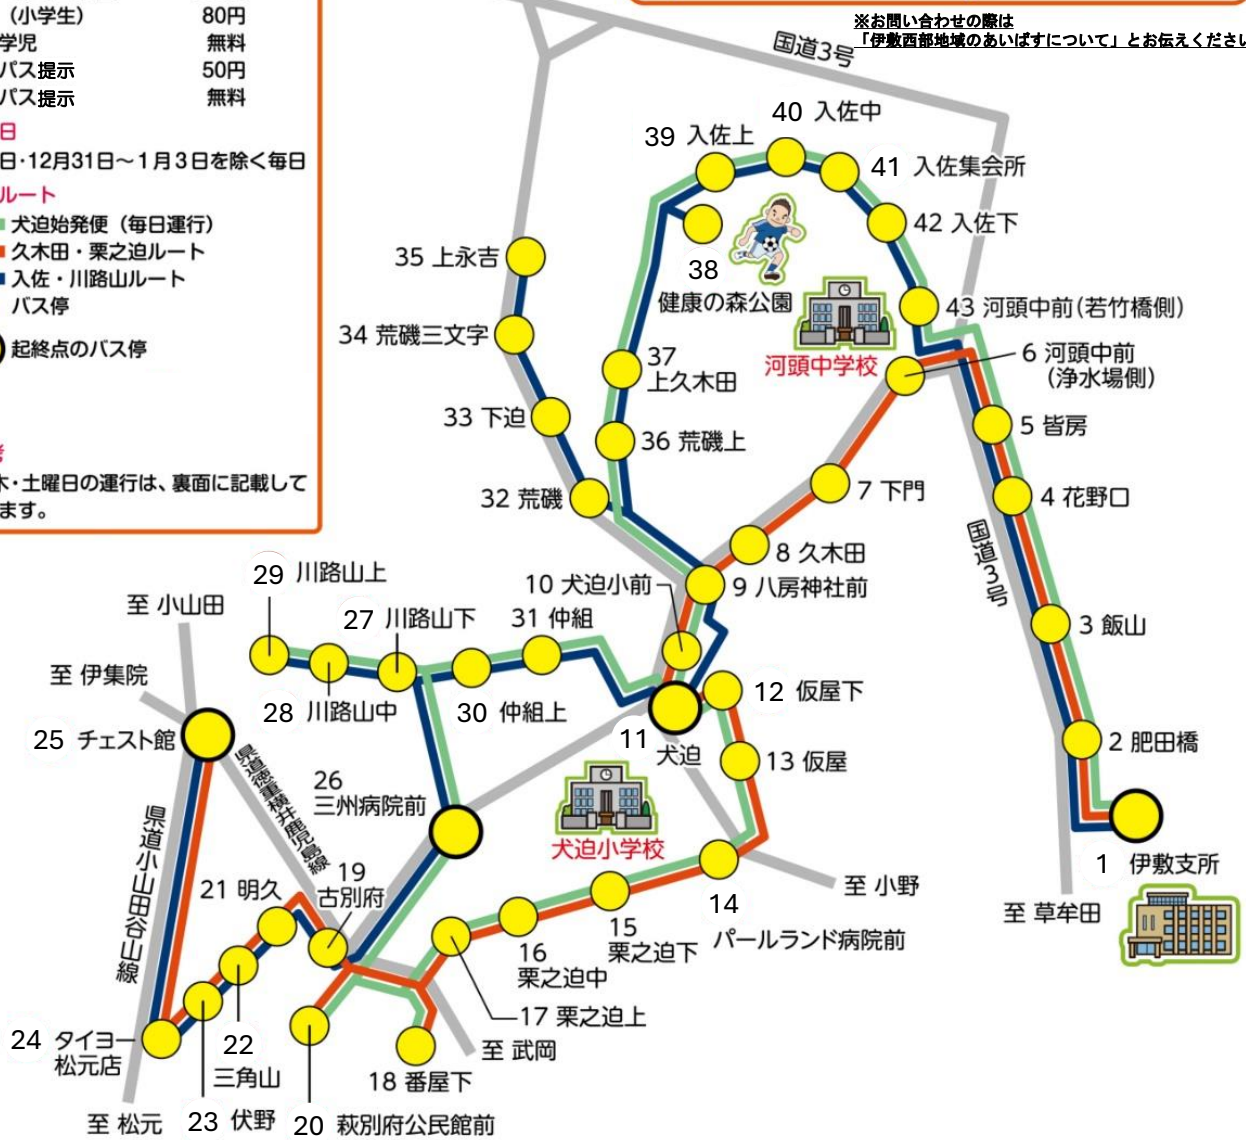 （小学生） 80円
学児 無料
パス提示 50円
パス提示 無料
日
日・12月31日～1月3日を除く毎日
ルート
犬迫始発便（毎日運行）
久木田・栗之迫ルート
入佐・川路山ルート
バス停
起終点のバス停
木・土曜日の運行は、裏面に記載して
ます。
※お問い合わせの際は
「伊敷西部地域のあいばすについて」とお伝えください
国道3号
40 入佐中
39 入佐上
41 入佐集会所
42 入佐下
38
健康の森公園
35 上永吉
34 荒磯三文字
33 下迫
32 荒磯
37
上久木田
36 荒磯上
河頭中学校
43 河頭中前（若竹橋側）
6 河頭中前
（浄水場側）
5 皆房
4 花野口
国道3号
3 飯山
2 肥田橋
1 伊敷支所
至 草牟田
7 下門
8 久木田
9 八房神社前
10 犬迫小前
11
犬迫
12 仮屋下
13 仮屋
14
パールランド病院前
至 小野
犬迫小学校
15
栗之迫下
16
栗之迫中
17 栗之迫上
至 武岡
18 番屋下
29 川路山上
27 川路山下
31 仲組
28 川路山中
30 仲組上
至 小山田
至 伊集院
25 チェスト館
県道徳重横井鹿児島線
26
三州病院前
県道小山田谷山線
19
古別府
21 明久
24 タイヨー
松元店
22
三角山
23 伏野
20 萩別府公民館前
至 松元